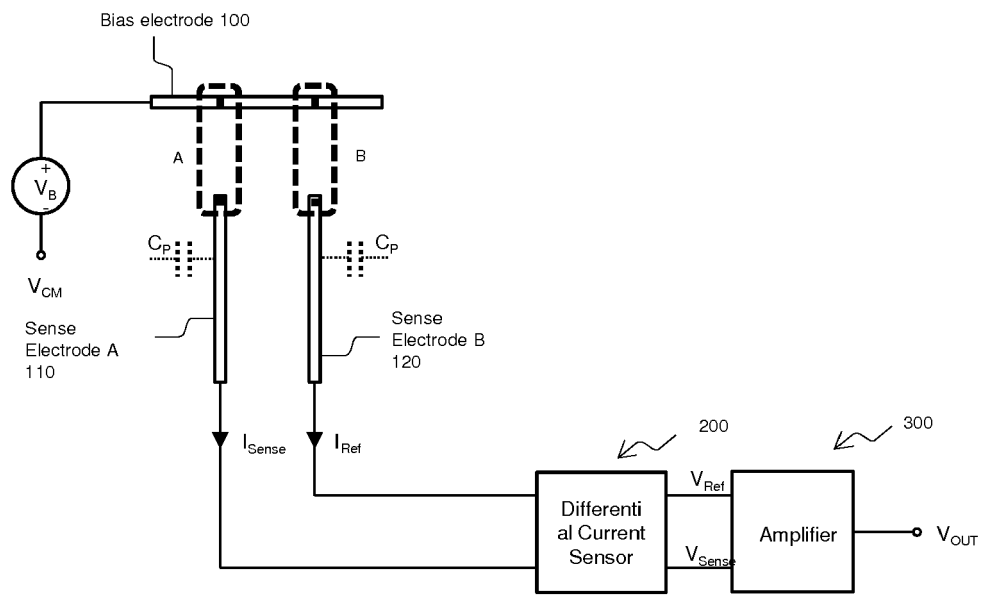 Bias electrode 100
A
B
+
V_B
-
V_CM
C_P
C_P
Sense
Electrode A
110
Sense
Electrode B
120
I_Sense
I_Ref
200
300
Differenti
al Current
Sensor
V_Ref
V_Sense
Amplifier
V_OUT